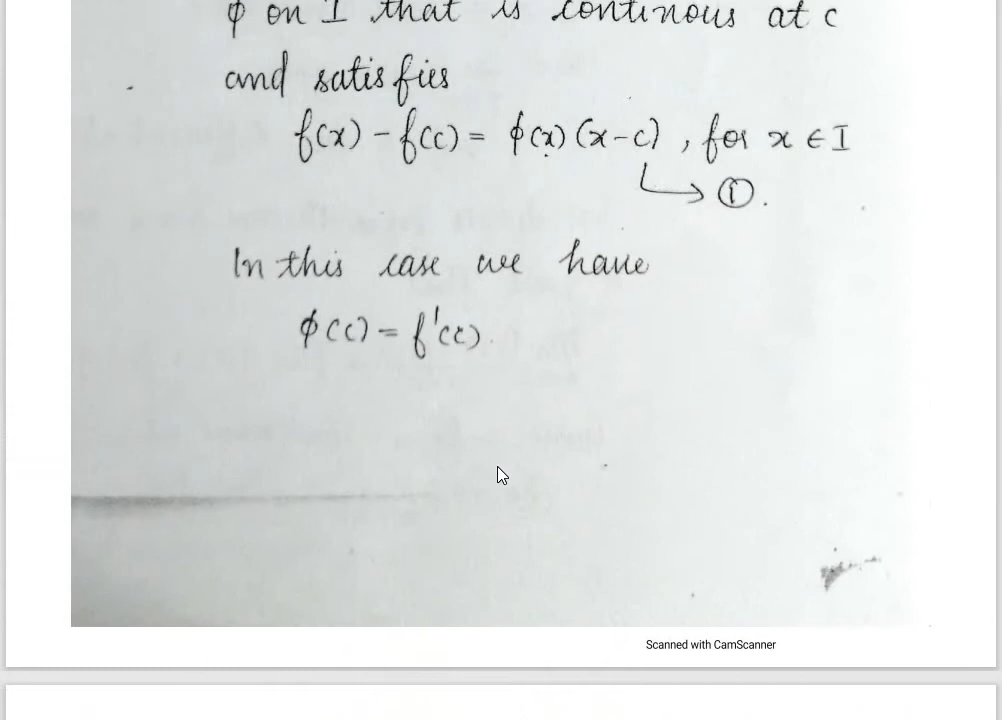 φ on I that is continous at c
and satisfies
f(x) - f(c) = φ(x) (x-c), for x ∈ I
↳ ①.
In this case we have
φ(c) = f'(c).
Scanned with CamScanner